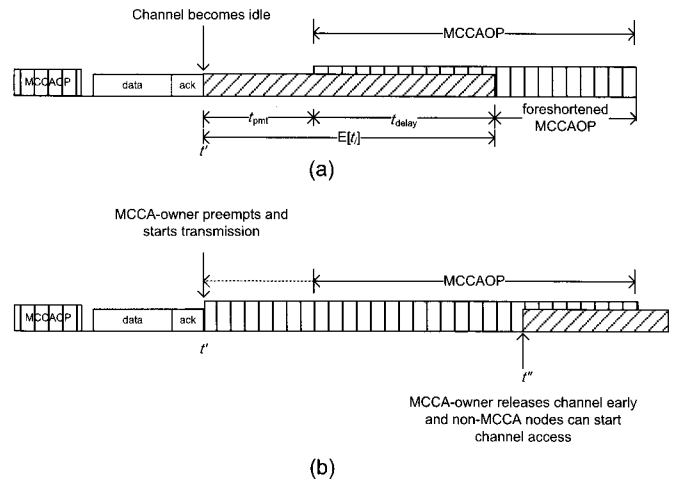 Channel becomes idle
MCCAOP
MCCAOP
data
ack
foreshortened
MCCAOP
t_pmt
t_delay
E[t_i]
t'
(a)
MCCA-owner preempts and
starts transmission
MCCAOP
MCCAOP
data
ack
t'
t"
MCCA-owner releases channel early
and non-MCCA nodes can start
channel access
(b)